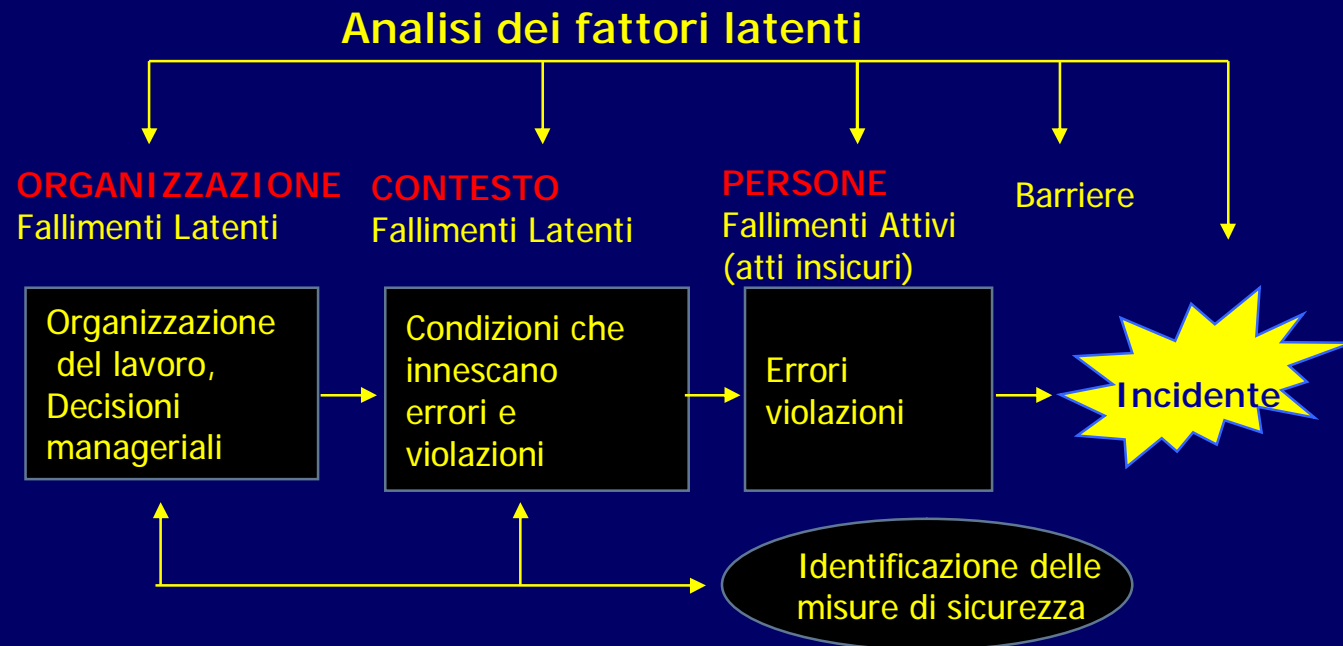 Analisi dei fattori latenti
ORGANIZZAZIONE
Fallimenti Latenti
CONTESTO
Fallimenti Latenti
PERSONE
Fallimenti Attivi
(atti insicuri)
Barriere
Organizzazione
del lavoro,
Decisioni
manageriali
Condizioni che
innescano
errori e
violazioni
Errori
violazioni
Incidente
Identificazione delle
misure di sicurezza